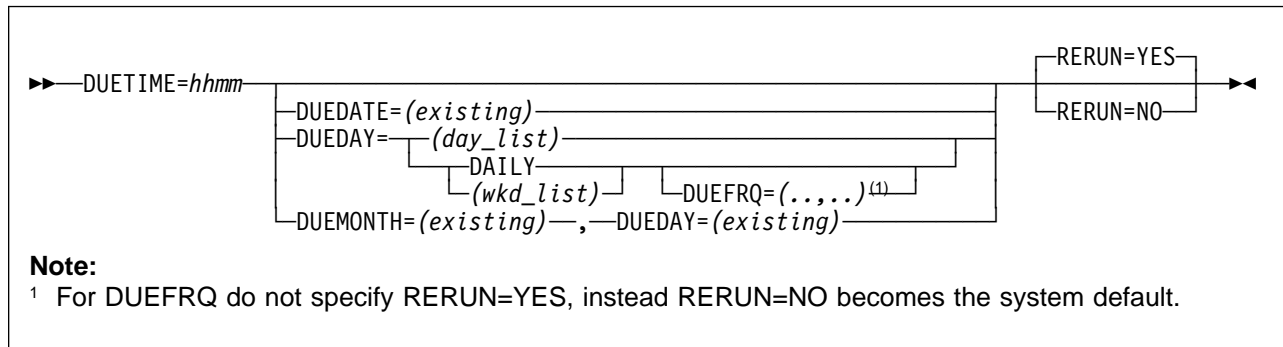 RERUN=YES
DUETIME=hhmm
DUEDATE=(existing) RERUN=NO
DUEDAY= (day_list)
DAILY
(wkd_list) DUEFRQ=(..,..)(1)
DUEMONTH=(existing) , DUEDAY=(existing)
Note:
1 For DUEFRQ do not specify RERUN=YES, instead RERUN=NO becomes the system default.